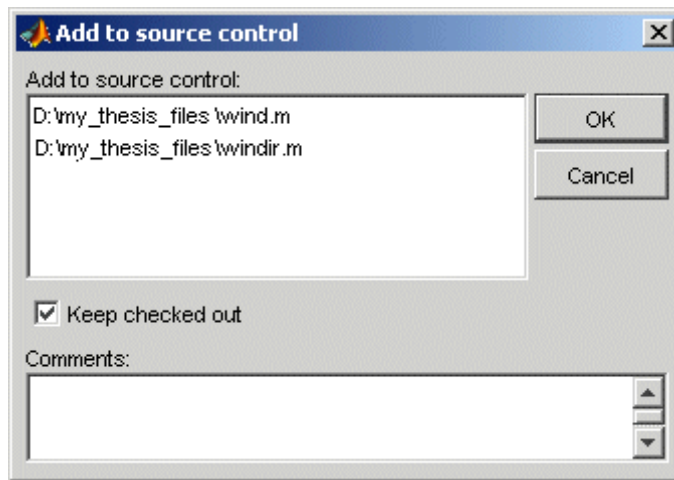 Add to source control
Add to source control:
D:\my_thesis_files \wind.m
D:\my_thesis_files \windir.m
OK
Cancel
Keep checked out
Comments: